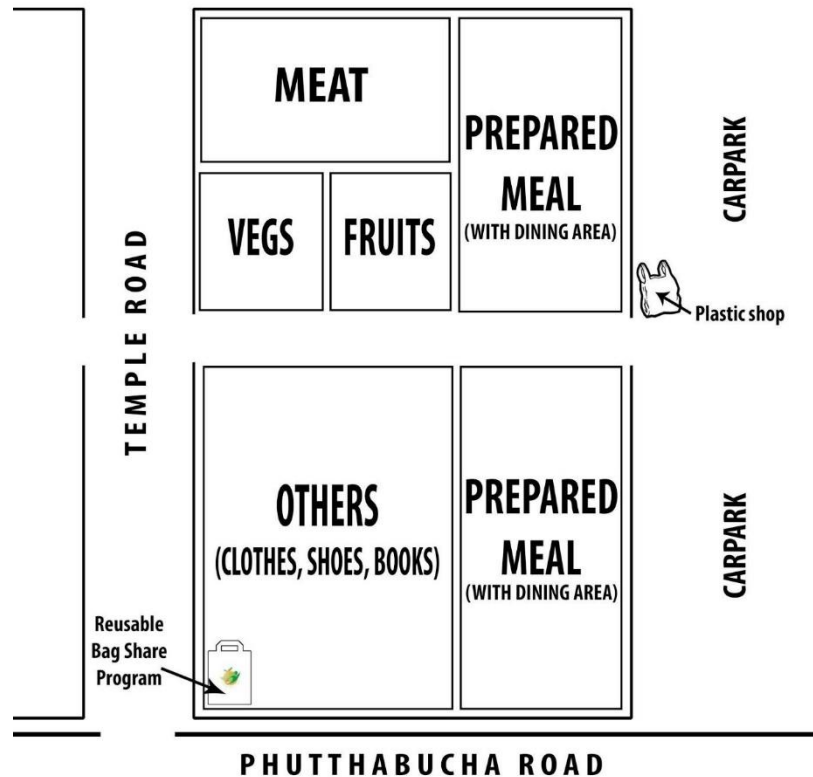 MEAT
PREPARED
MEAL
(WITH DINING AREA)
CARPARK
VEGS
FRUITS
TEMPLE ROAD
Plastic shop
OTHERS
(CLOTHES, SHOES, BOOKS)
PREPARED
MEAL
(WITH DINING AREA)
CARPARK
Reusable
Bag Share
Program
PHUTTHABUCHA ROAD